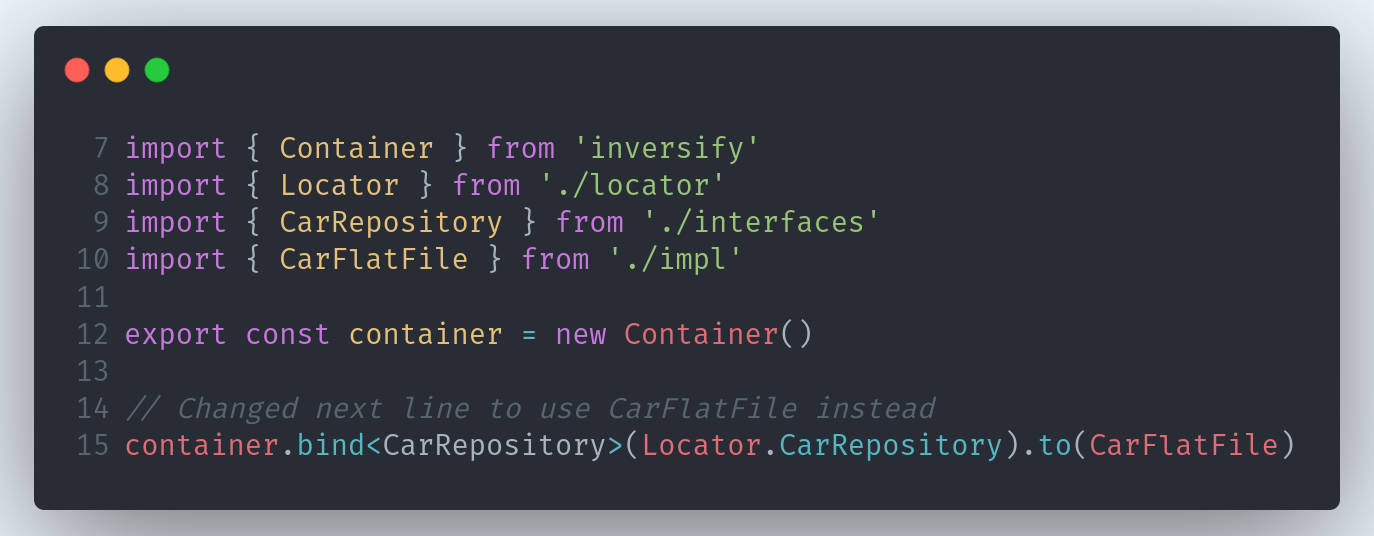 7 import { Container } from 'inversify'
8 import { Locator } from './locator'
9 import { CarRepository } from './interfaces'
10 import { CarFlatFile } from './impl'
11
12 export const container = new Container()
13
14 // Changed next line to use CarFlatFile instead
15 container.bind<CarRepository>(Locator.CarRepository).to(CarFlatFile)